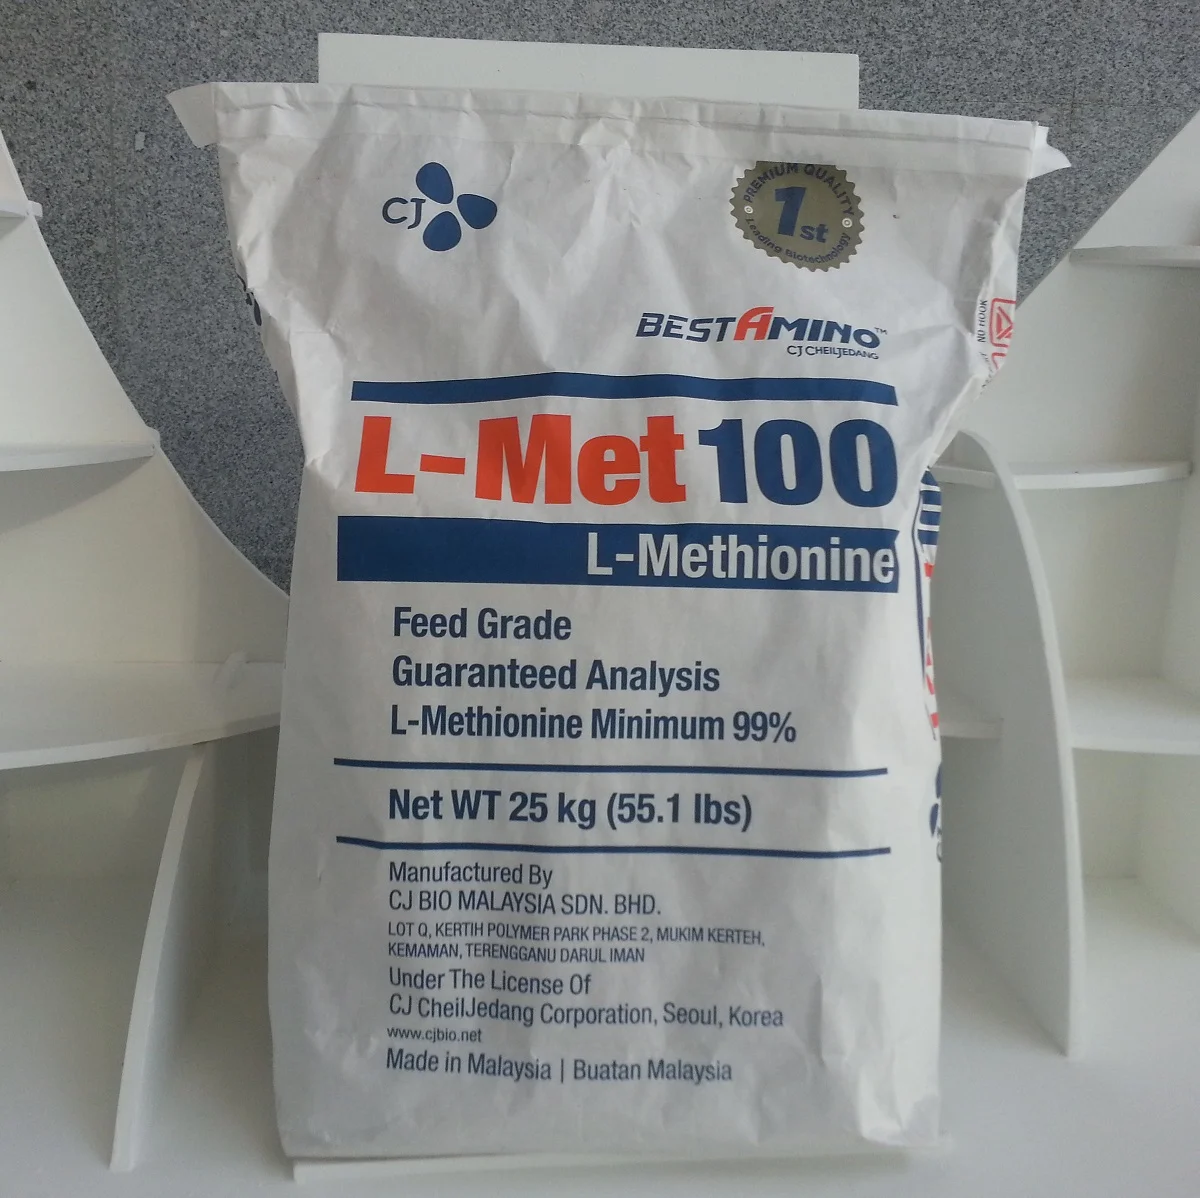 CJ
PREMIUM QUALITY
1st
Leading Biotechnology
BESTAMINO™
CJ CHEILJEDANG
NO HOOK
L-Met 100
L-Methionine
Feed Grade
Guaranteed Analysis
L-Methionine Minimum 99%
Net WT 25 kg (55.1 lbs)
Manufactured By
CJ BIO MALAYSIA SDN. BHD.
LOT Q, KERTIH POLYMER PARK PHASE 2, MUKIM KERTEH,
KEMAMAN, TERENGGANU DARUL IMAN
Under The License Of
CJ CheilJedang Corporation, Seoul, Korea
www.cjbio.net
Made in Malaysia | Buatan Malaysia